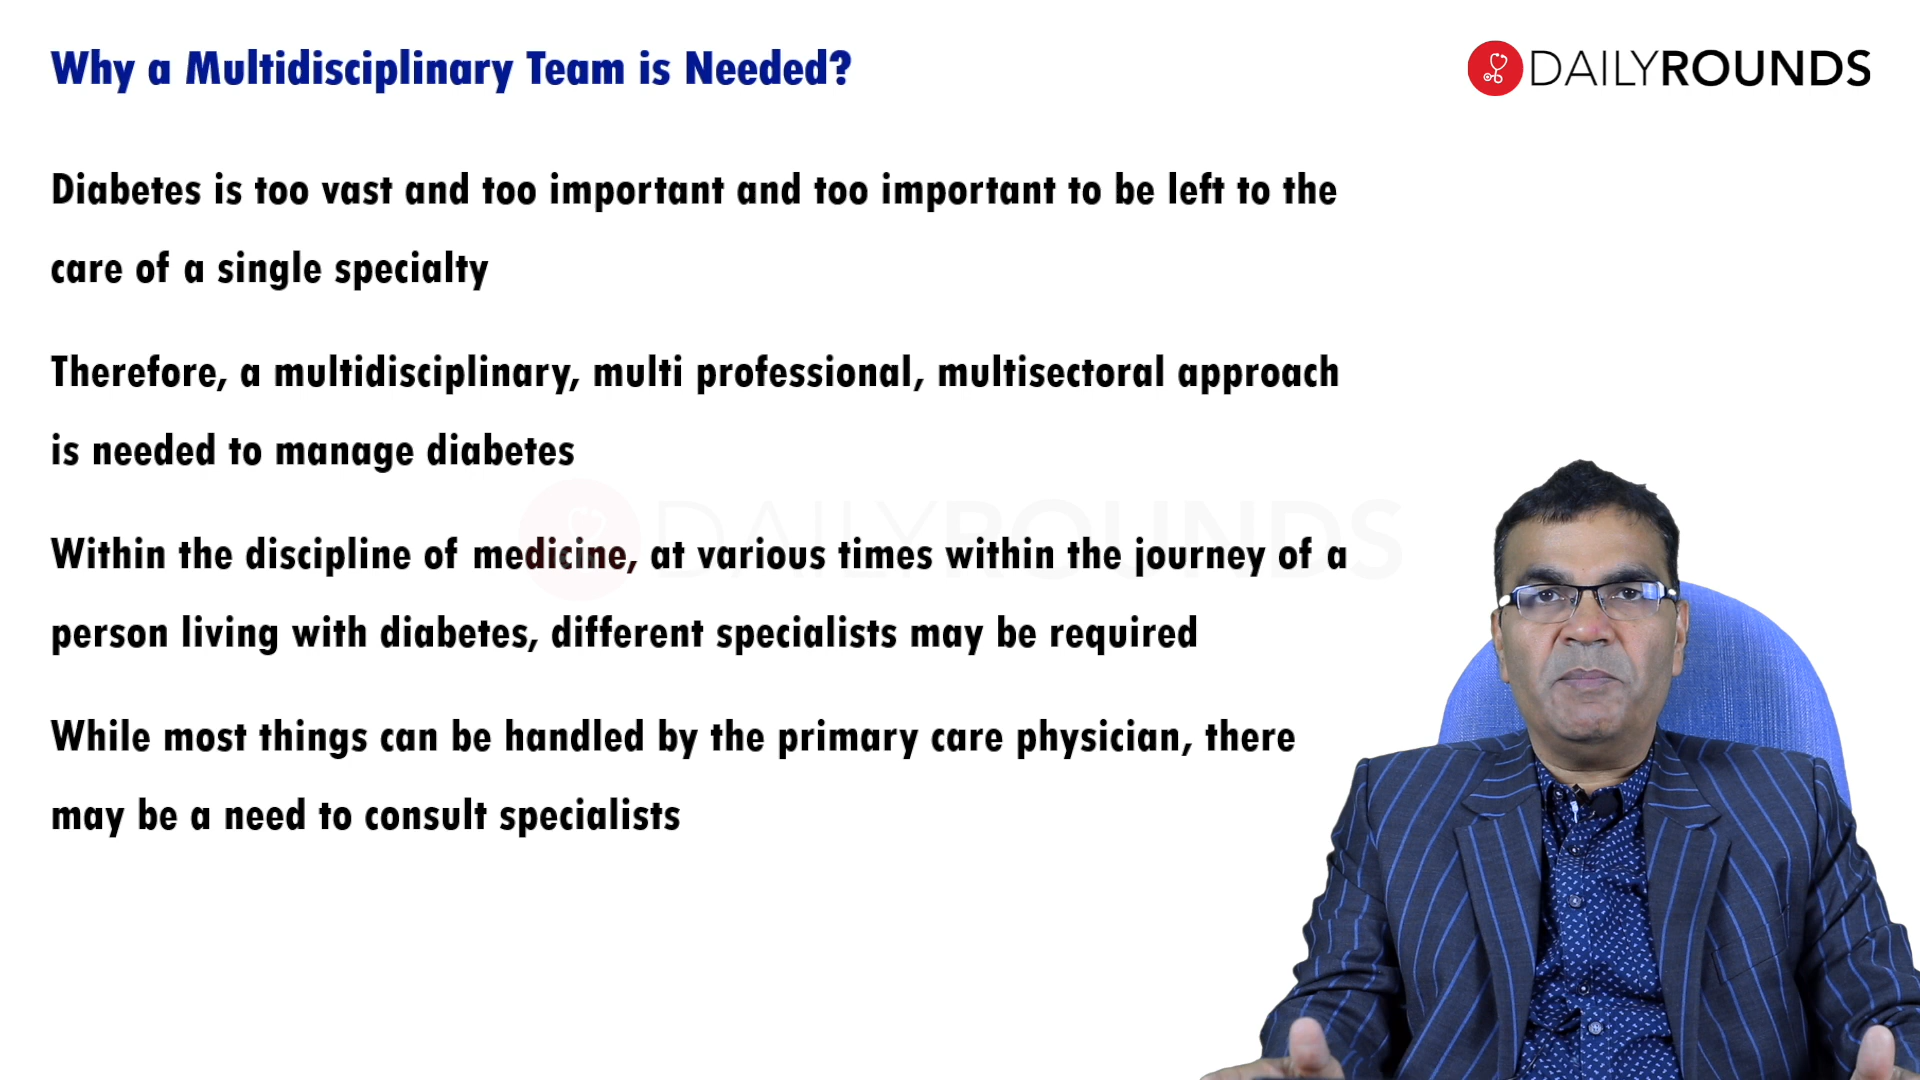 Why a Multidisciplinary Team is Needed?
DAILYROUNDS
Diabetes is too vast and too important and too important to be left to the
care of a single specialty
Therefore, a multidisciplinary, multi professional, multisectoral approach
is needed to manage diabetes
DAILYROUNDS
Within the discipline of medicine, at various times within the journey of a
person living with diabetes, different specialists may be required
While most things can be handled by the primary care physician, there
may be a need to consult specialists